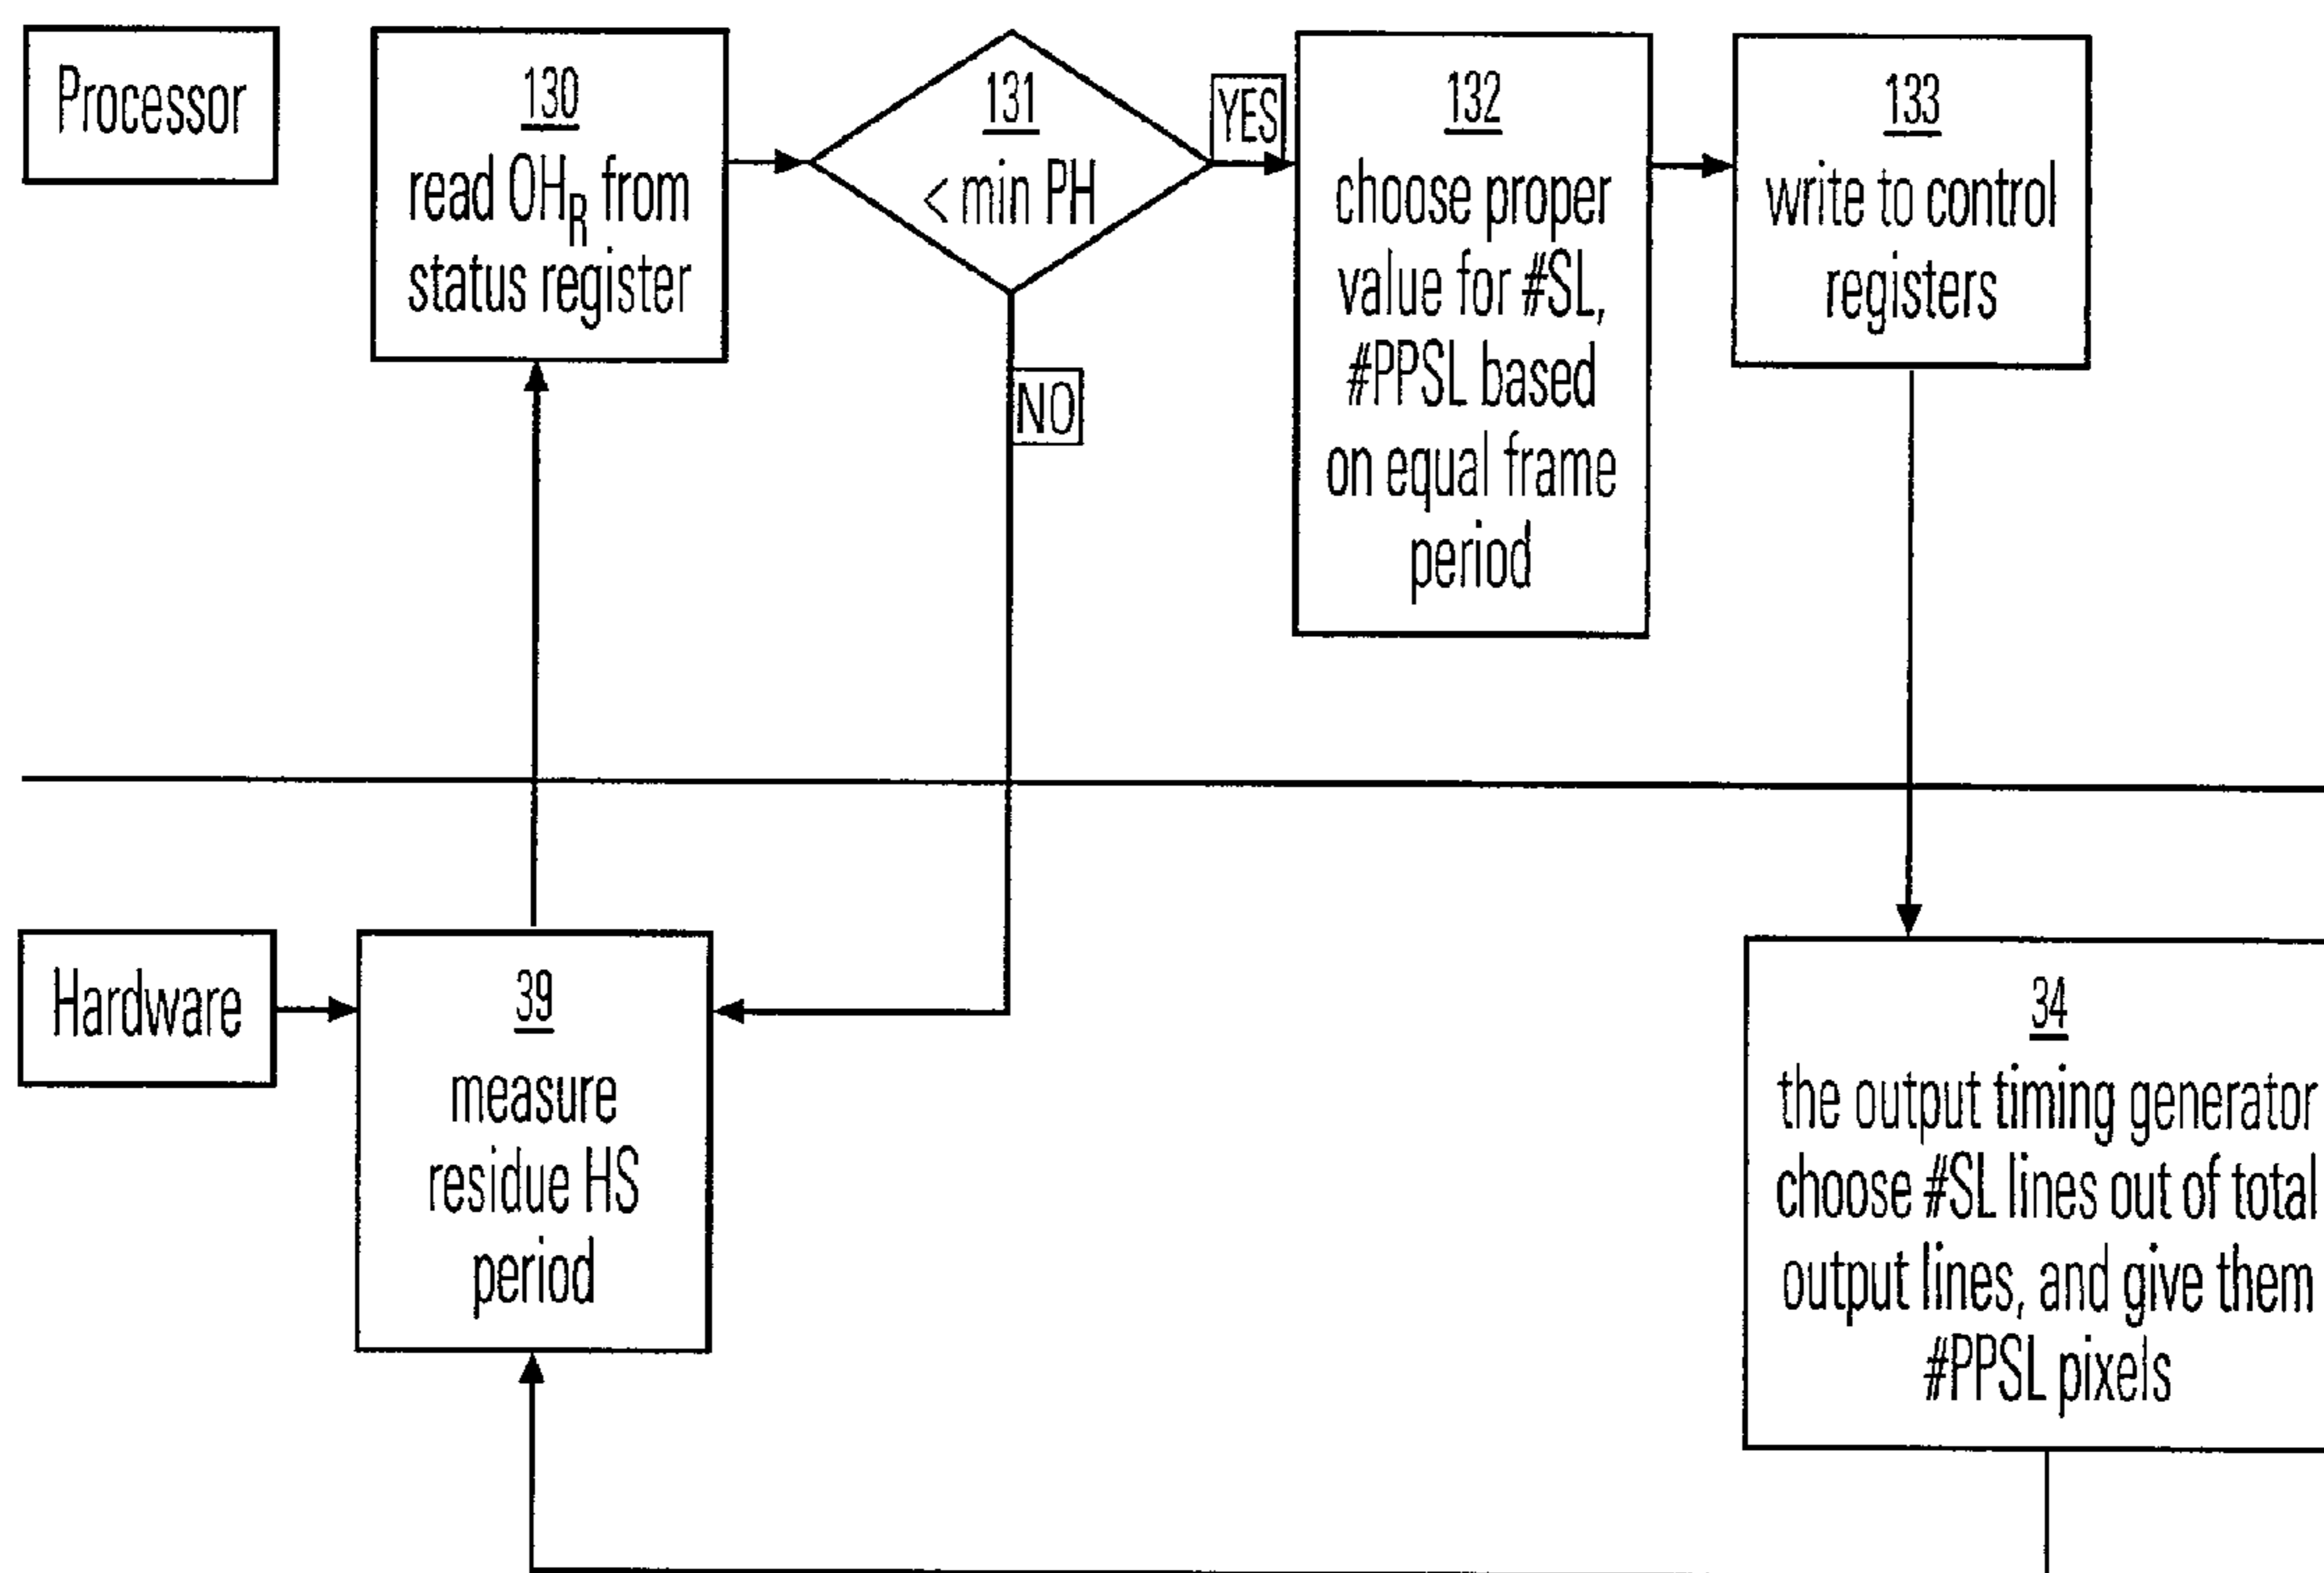 Processor
130
read OH_R from
status register
131
< min PH
YES
NO
132
choose proper
value for #SL,
#PPSL based
on equal frame
period
133
write to control
registers
Hardware
39
measure
residue HS
period
34
the output timing generator
choose #SL lines out of total
output lines, and give them
#PPSL pixels